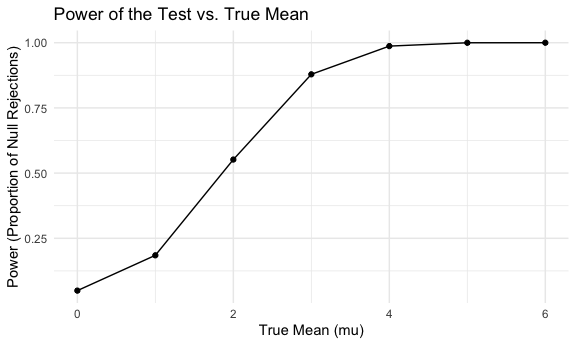 Power of the Test vs. True Mean
Power (Proportion of Null Rejections)
1.00
0.75
0.50
0.25
0
2
4
6
True Mean (mu)